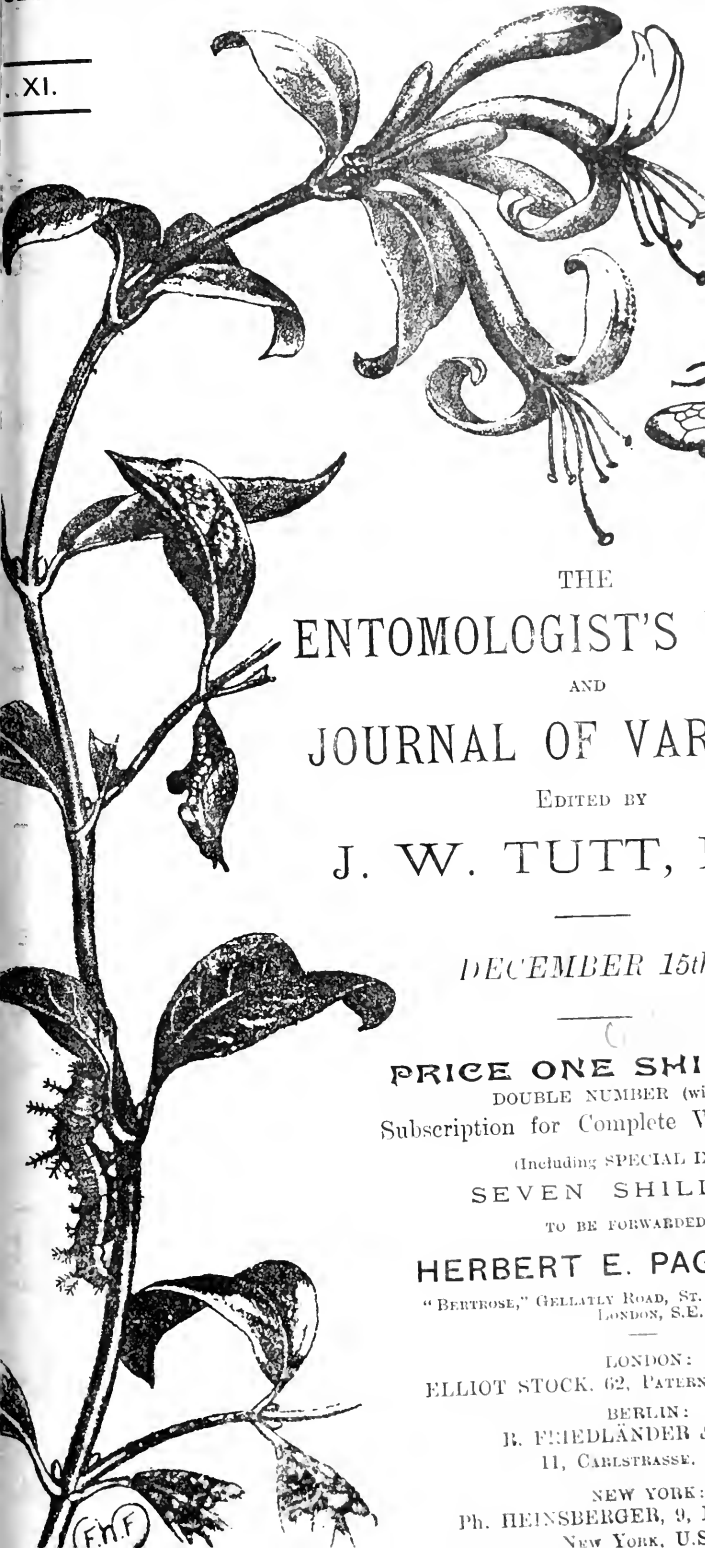 . XI.
THE
ENTOMOLOGIST'S
AND
JOURNAL OF VAR
EDITED BY
J. W. TUTT,
DECEMBER 15th
PRICE ONE SHI
DOUBLE NUMBER (wi
Subscription for Complete V
(Including SPECIAL I
SEVEN SHILL
TO BE FORWARDED
HERBERT E. PAG
"BERTROSE," GELLATLY ROAD, ST.
LONDON, S.E.
LONDON:
ELLIOT STOCK. 62, PATERN
BERLIN:
R. FRIEDLÄNDER &
11, CARLSTRASSE.
NEW YORK:
Ph. HEINSBERGER, 9,
NEW YORK, U.S
F.N.F